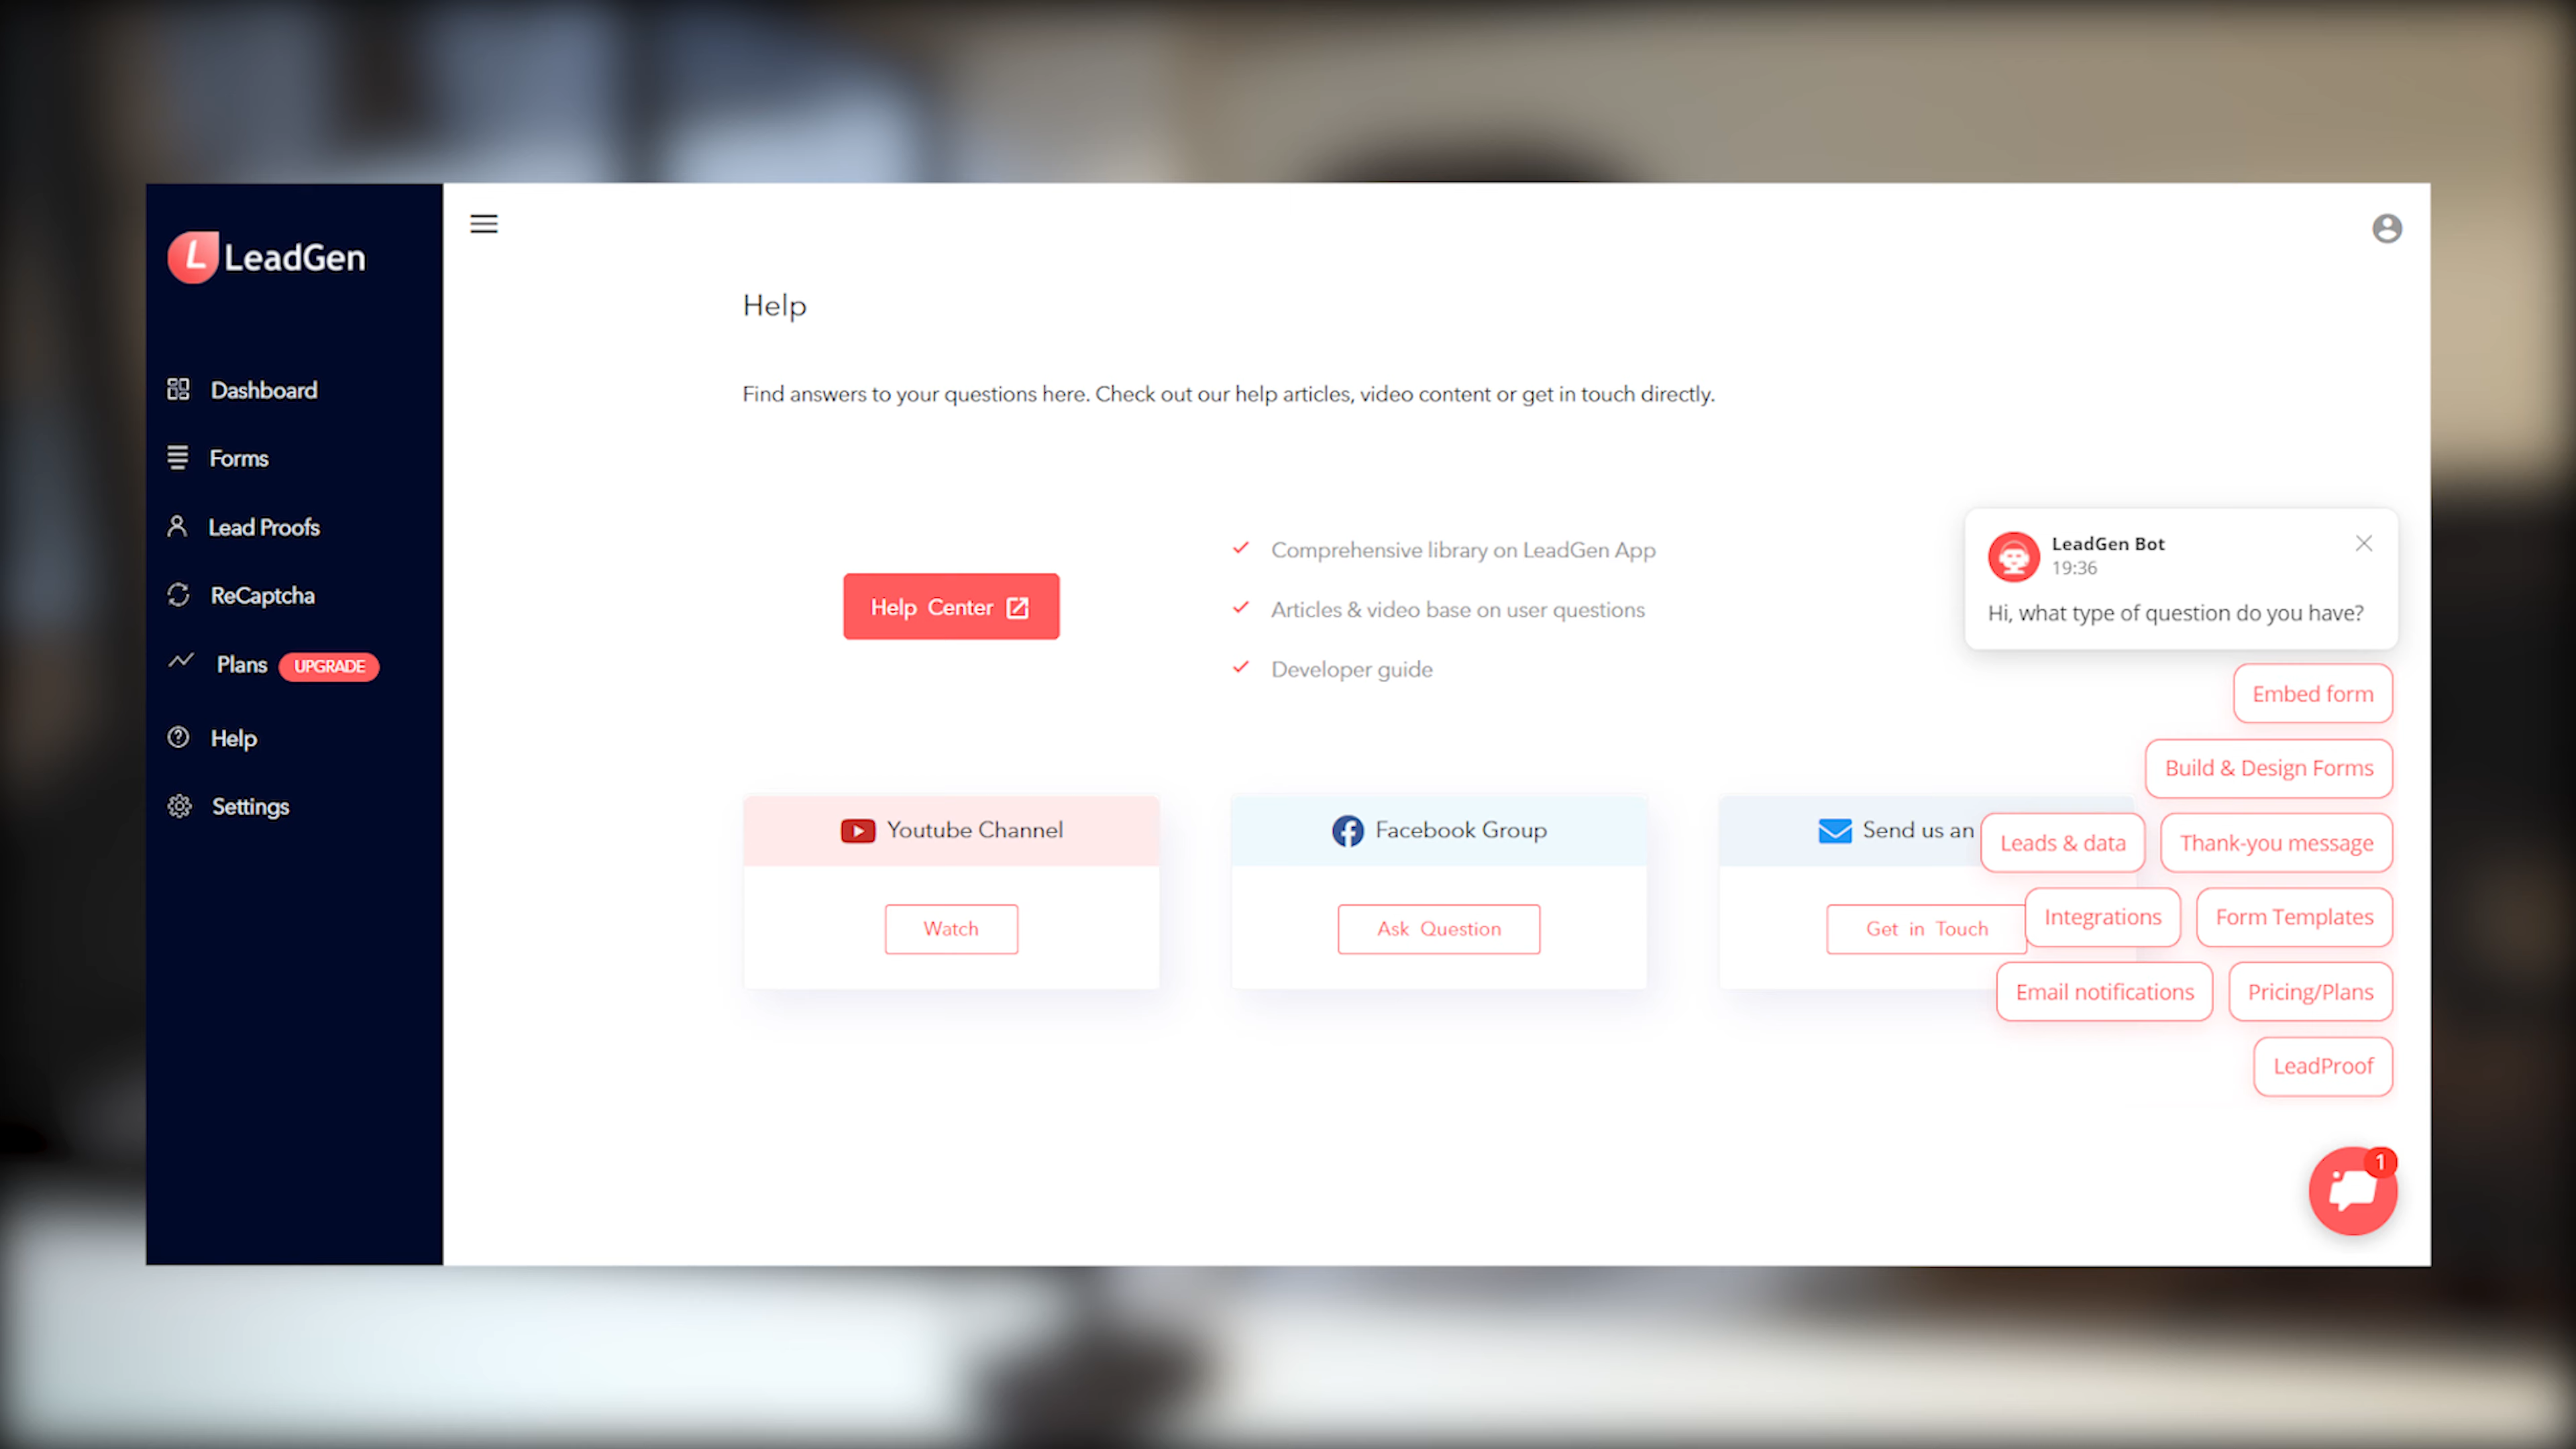 L LeadGen
Dashboard
Forms
Lead Proofs
ReCaptcha
Plans UPGRADE
Help
Settings
Help
Find answers to your questions here. Check out our help articles, video content or get in touch directly.
Help Center
Comprehensive library on LeadGen App
Articles & video base on user questions
Developer guide
Youtube Channel
Watch
Facebook Group
Ask Question
Send us an
Get in Touch
LeadGen Bot
19:36
Hi, what type of question do you have?
Embed form
Build & Design Forms
Leads & data Thank-you message
Integrations Form Templates
Email notifications Pricing/Plans
LeadProof
1